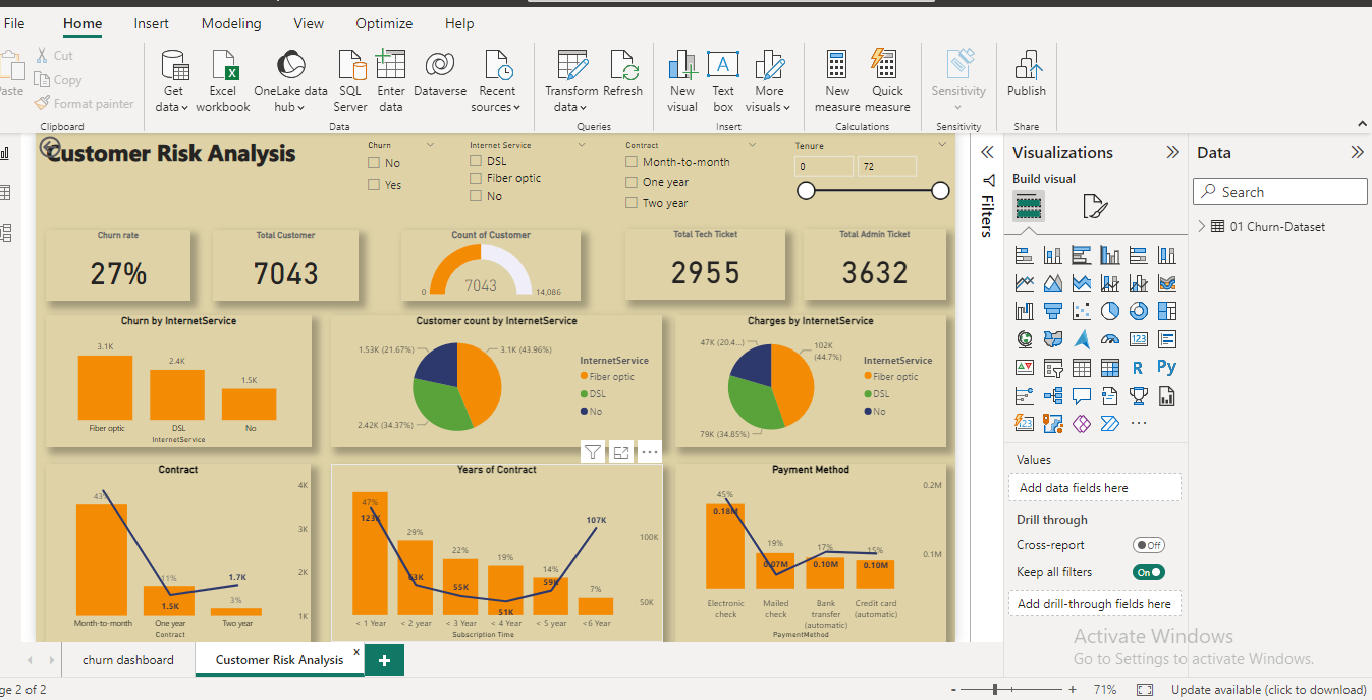 File Home Insert Modeling View Optimize Help
Cut
Copy
Format painter
Get data
Excel workbook
OneLake data hub
SQL Server
Enter data
Dataverse
Recent sources
Transform data
Refresh
New visual
Text box
More visuals
New measure
Quick measure
Sensitivity
Publish
Clipboard Data Queries Insert Calculations Sensitivity Share
Customer Risk Analysis
Churn
No
Yes
Internet Service
DSL
Fiber optic
No
Contract
Month-to-month
One year
Two year
Tenure
0 72
Churn rate
27%
Total Customer
7043
Count of Customer
7043
0 14,086
Total Tech Ticket
2955
Total Admin Ticket
3632
Churn by InternetService
3.1K
2.4K
1.5K
Fiber optic DSL No
InternetService
Customer count by InternetService
1.53K (21.67%)
3.1K (43.96%)
2.42K (34.37%)
InternetService
Fiber optic
DSL
No
Charges by InternetService
47K (20.4...)
102K
(44.7%)
79K (34.85%)
InternetService
Fiber optic
DSL
No
Contract
43%
11%
3%
1.5K
1.7K
4K
3K
2K
1K
Month-to-month One year Two year
Contract
Years of Contract
47%
123K
29%
63K
22%
55K
19%
51K
14%
59K
7%
107K
100K
50K
< 1 Year < 2 year < 3 Year < 4 Year < 5 year <6 Year
Subscription Time
Payment Method
45%
0.18M
19%
0.07M
17%
0.10M
15%
0.10M
0.2M
0.1M
Electronic check
Mailed check
Bank transfer (automatic)
Credit card (automatic)
PaymentMethod
Filters
Visualizations
Build visual
123
R Py
123
Values
Add data fields here
Drill through
Cross-report Off
Keep all filters On
Add drill-through fields here
Data
Search
01 Churn-Dataset
Activate Windows
Go to Settings to activate Windows.
churn dashboard
Customer Risk Analysis
2 of 2
- + 71%
Update available (click to download)